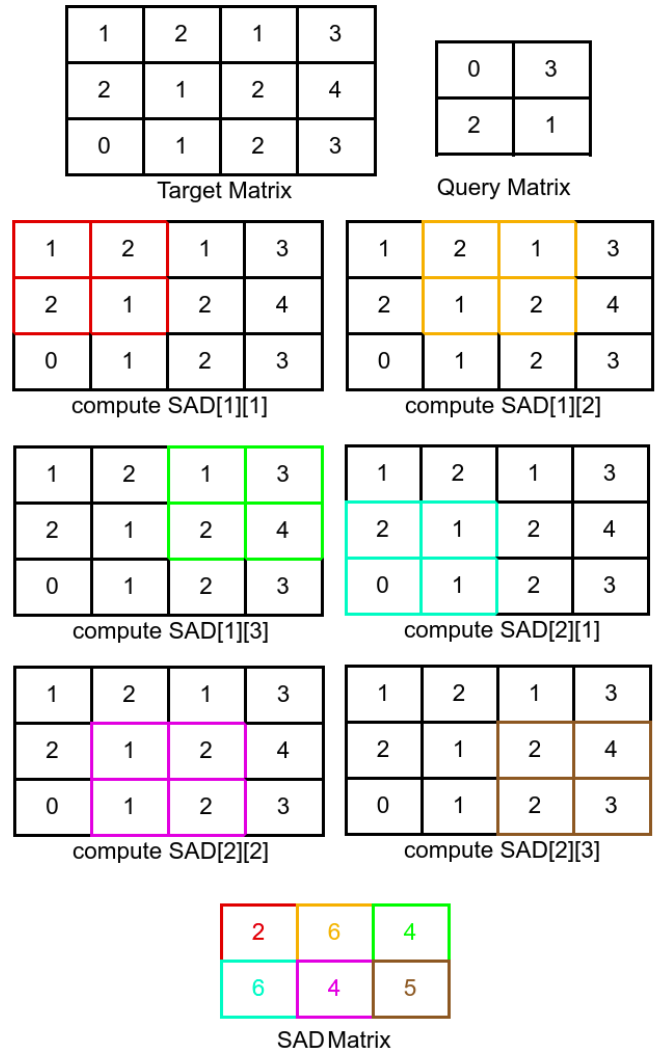 1 2 1 3
2 1 2 4
0 1 2 3
Target Matrix
0 3
2 1
Query Matrix
1 2 1 3
2 1 2 4
0 1 2 3
compute SAD[1][1]
1 2 1 3
2 1 2 4
0 1 2 3
compute SAD[1][2]
1 2 1 3
2 1 2 4
0 1 2 3
compute SAD[1][3]
1 2 1 3
2 1 2 4
0 1 2 3
compute SAD[2][1]
1 2 1 3
2 1 2 4
0 1 2 3
compute SAD[2][2]
1 2 1 3
2 1 2 4
0 1 2 3
compute SAD[2][3]
2 6 4
6 4 5
SAD Matrix